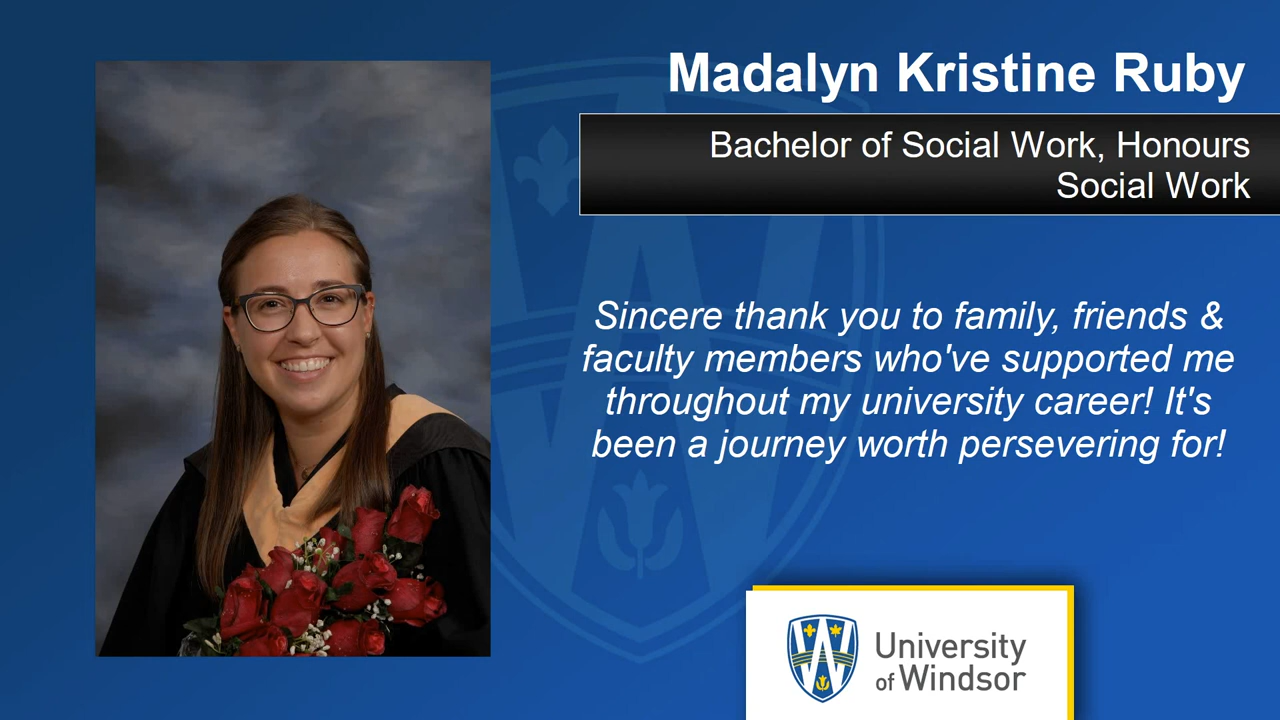 Madalyn Kristine Ruby
Bachelor of Social Work, Honours
Social Work
Sincere thank you to family, friends &
faculty members who've supported me
throughout my university career! It's
been a journey worth persevering for!
University
of Windsor